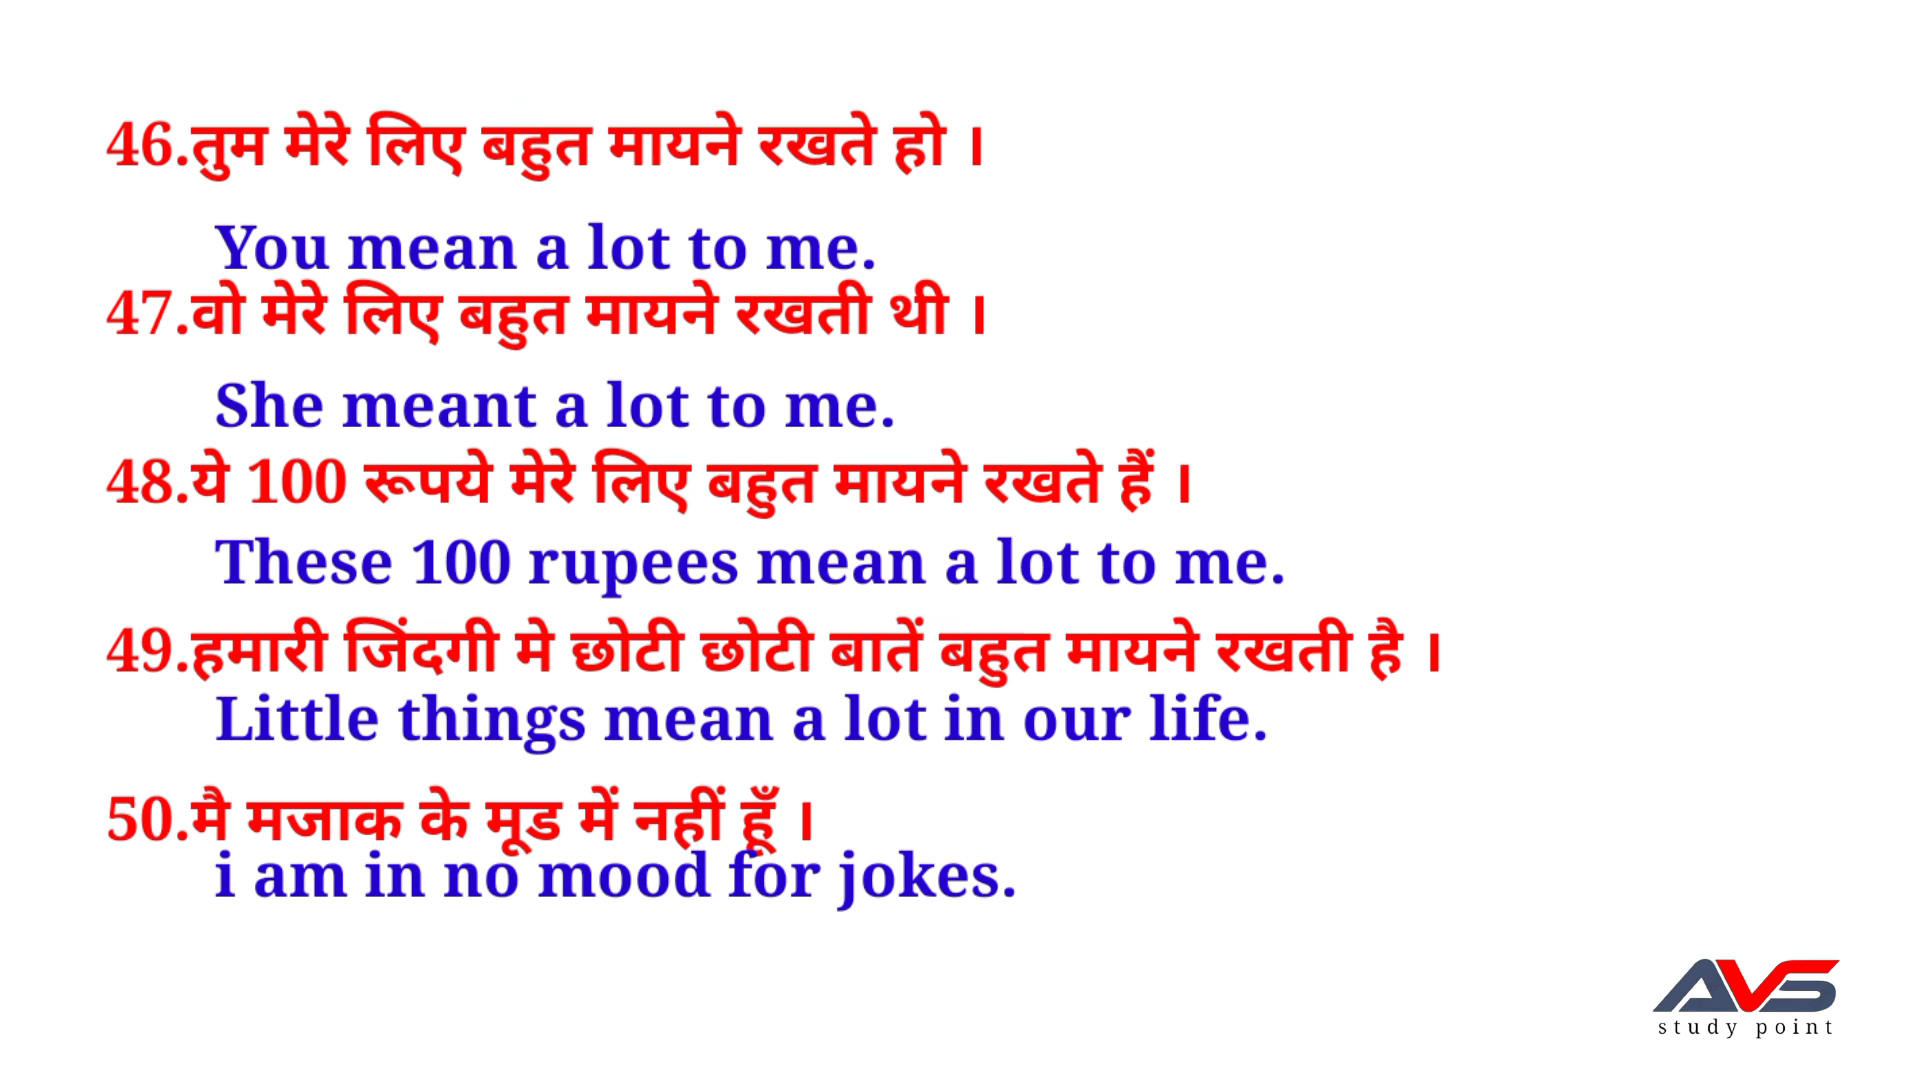 46.तुम मेरे लिए बहुत मायने रखते हो ।
You mean a lot to me.
47.वो मेरे लिए बहुत मायने रखती थी ।
She meant a lot to me.
48.ये 100 रूपये मेरे लिए बहुत मायने रखते हैं ।
These 100 rupees mean a lot to me.
49.हमारी जिंदगी मे छोटी छोटी बातें बहुत मायने रखती है ।
Little things mean a lot in our life.
50.मै मजाक के मूड में नहीं हूँ ।
i am in no mood for jokes.
AVS
study point